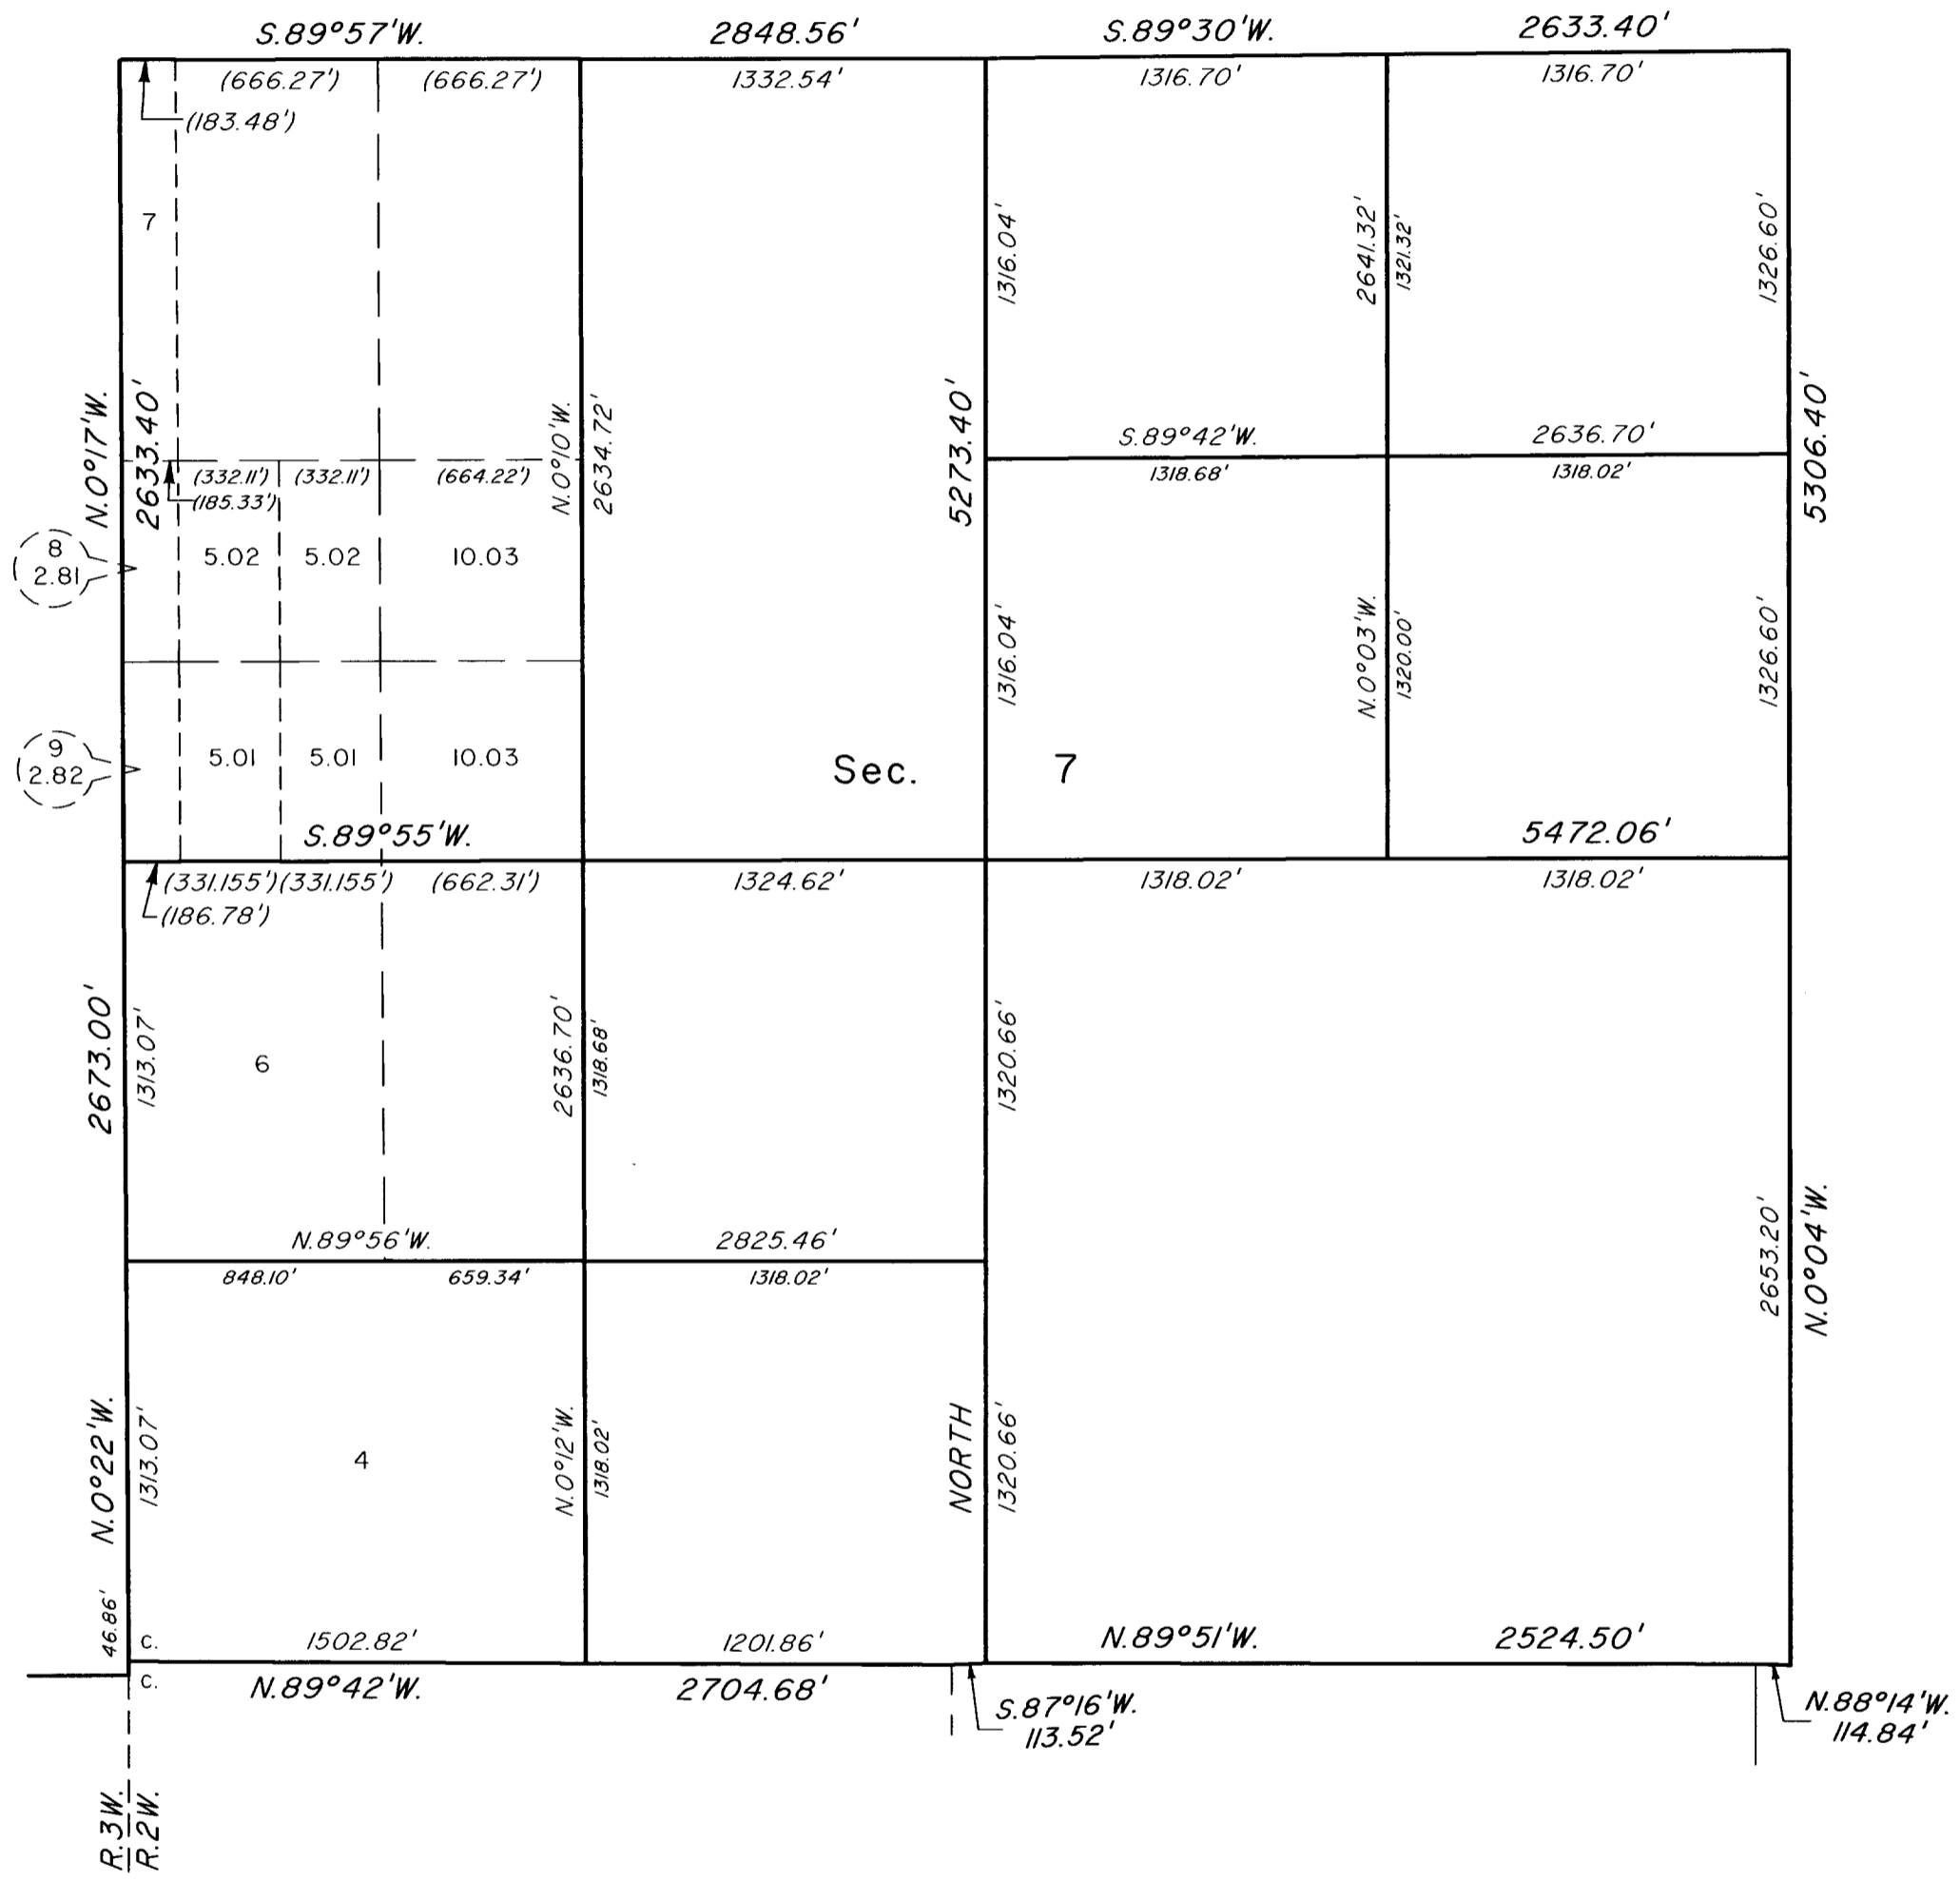 S.89°57'W. 2848.56' S.89°30'W. 2633.40'
(666.27') (666.27') 1332.54' 1316.70' 1316.70'
(183.48')
7
1316.04' 2641.32' 1321.32' 1326.60'
N.0°17'W. 2633.40' N.0°10'W. 2634.72' 5273.40' 5306.40'
S.89°42'W. 2636.70'
(332.11') (332.11') (664.22') 1318.68' 1318.02'
(185.33')
8
2.81
5.02 5.02 10.03
1316.04' N.0°03'W. 1320.00' 1326.60'
9
2.82
5.01 5.01 10.03
Sec. 7
S.89°55'W. 5472.06'
(331.155') (331.155') (662.31') 1324.62' 1318.02' 1318.02'
(186.78')
2673.00' 1313.07' 2636.70' 1318.68' 1320.66'
6
N.89°56'W. 2825.46'
848.10' 659.34' 1318.02'
2653.20' N.0°04'W.
N.0°22'W. 1313.07' N.0°12'W. 1318.02' NORTH 1320.66'
4
46.86'
C. 1502.82' 1201.86' N.89°51'W. 2524.50'
C. N.89°42'W. 2704.68'
S.87°16'W.
113.52'
N.88°14'W.
114.84'
R.3W.
R.2W.